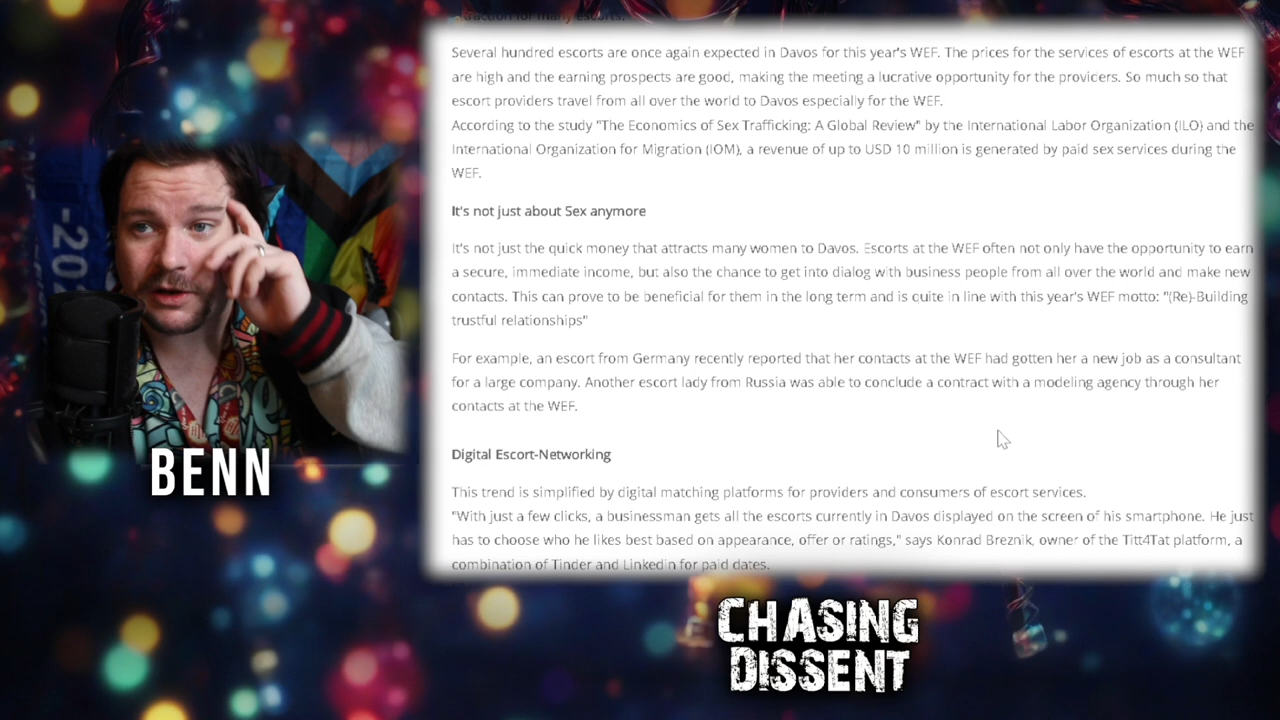 traction for many escorts.
Several hundred escorts are once again expected in Davos for this year's WEF. The prices for the services of escorts at the WEF
are high and the earning prospects are good, making the meeting a lucrative opportunity for the providers. So much so that
escort providers travel from all over the world to Davos especially for the WEF.
According to the study "The Economics of Sex Trafficking: A Global Review" by the International Labor Organization (ILO) and the
International Organization for Migration (IOM), a revenue of up to USD 10 million is generated by paid sex services during the
WEF.
It's not just about Sex anymore
It's not just the quick money that attracts many women to Davos. Escorts at the WEF often not only have the opportunity to earn
a secure, immediate income, but also the chance to get into dialog with business people from all over the world and make new
contacts. This can prove to be beneficial for them in the long term and is quite in line with this year's WEF motto: "(Re)-Building
trustful relationships"
For example, an escort from Germany recently reported that her contacts at the WEF had gotten her a new job as a consultant
for a large company. Another escort lady from Russia was able to conclude a contract with a modeling agency through her
contacts at the WEF.
Digital Escort-Networking
This trend is simplified by digital matching platforms for providers and consumers of escort services.
"With just a few clicks, a businessman gets all the escorts currently in Davos displayed on the screen of his smartphone. He just
has to choose who he likes best based on appearance, offer or ratings," says Konrad Breznik, owner of the Titt4Tat platform, a
combination of Tinder and Linkedin for paid dates.
-20
BENN
CHASING
DISSENT